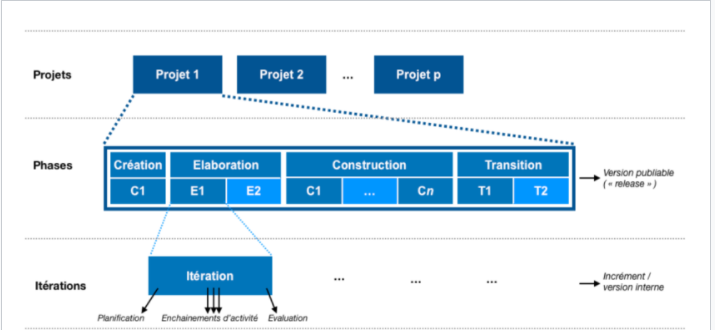 Projets
Projet 1
Projet 2
...
Projet p
Phases
Création
Elaboration
Construction
Transition
C1
E1
E2
C1
...
Cn
T1
T2
Version publiable
(« release »)
Itérations
Itération
...
...
...
Incrément /
version interne
Planification
Enchainements d'activité
Evaluation